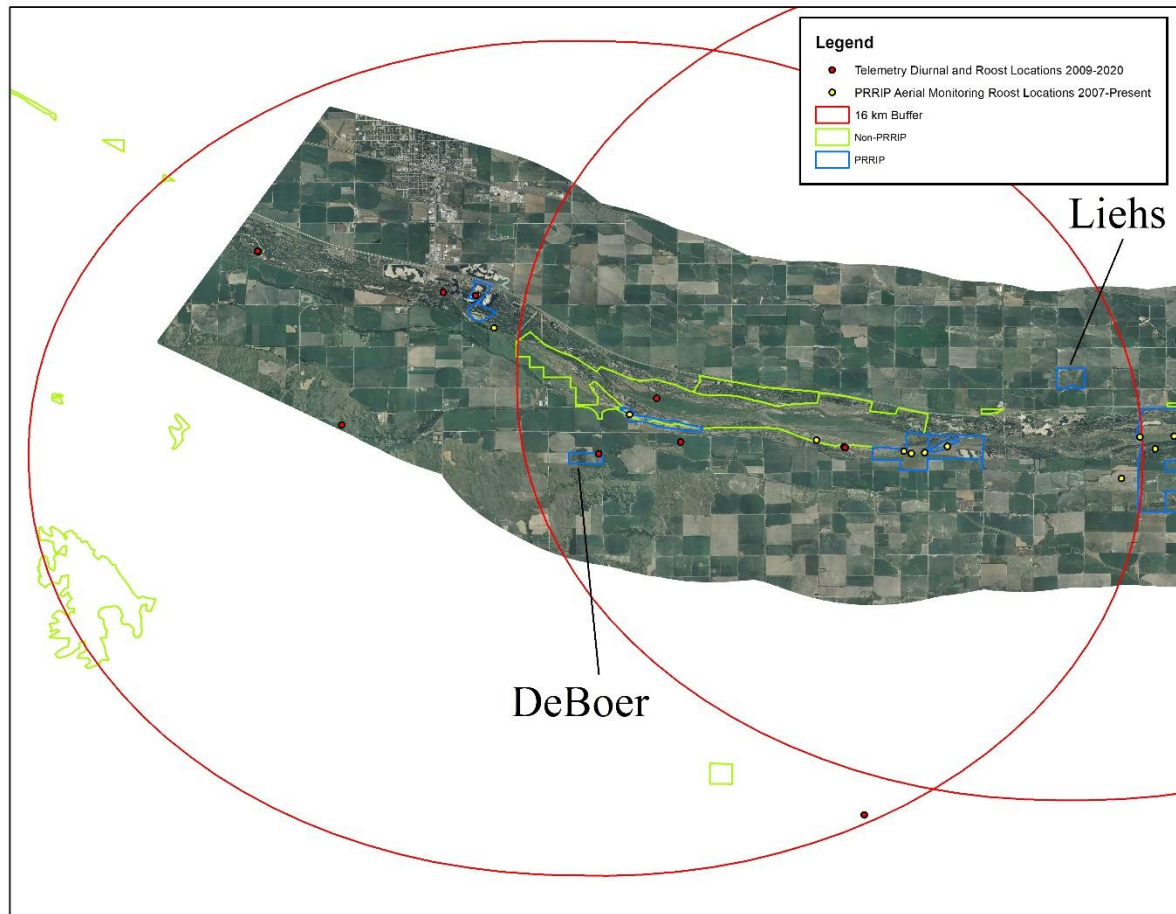 Legend
Telemetry Diurnal and Roost Locations 2009-2020
PRRIP Aerial Monitoring Roost Locations 2007-Present
16 km Buffer
Non-PRRIP
PRRIP
Liehs
DeBoer